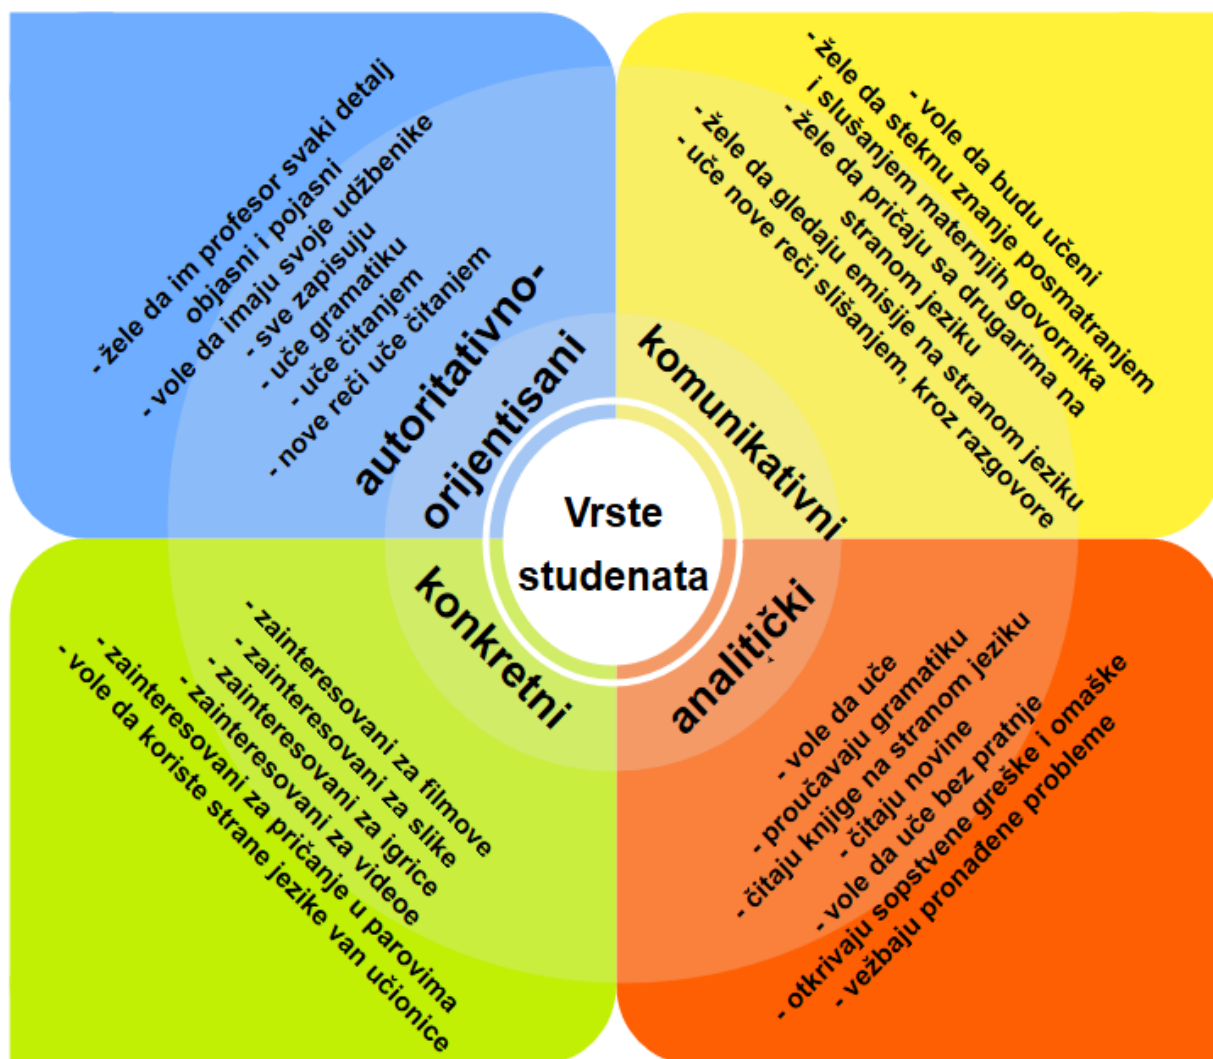 - žele da im profesor svaki detalj
objasni i pojasni
- vole da imaju svoje udžbenike
- sve zapisuju
- uče gramatiku
- uče čitanjem
- nove reči uče čitanjem
autoritativno-
orijentisani
- vole da budu učeni
- žele da steknu znanje posmatranjem
i slušanjem maternjih govornika
- žele da pričaju sa drugarima na
stranom jeziku
- žele da gledaju emisije na stranom jeziku
- uče nove reči slišanjem, kroz razgovore
komunikativni
Vrste
studenata
konkretni
- zainteresovani za filmove
- zainteresovani za slike
- zainteresovani za igrice
- zainteresovani za videoe
- zainteresovani za pričanje u parovima
- vole da koriste strane jezike van učionice
analitički
- vole da uče
- proučavaju gramatiku
- čitaju knjige na stranom jeziku
- čitaju novine
- vole da uče bez pratnje
- otkrivaju sopstvene greške i omaške
- vežbaju pronađene probleme